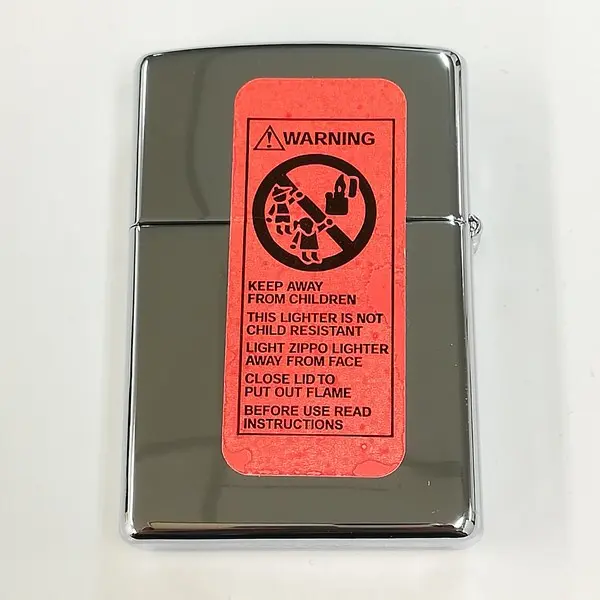 WARNING
KEEP AWAY
FROM CHILDREN
THIS LIGHTER IS NOT
CHILD RESISTANT
LIGHT ZIPPO LIGHTER
AWAY FROM FACE
CLOSE LID TO
PUT OUT FLAME
BEFORE USE READ
INSTRUCTIONS